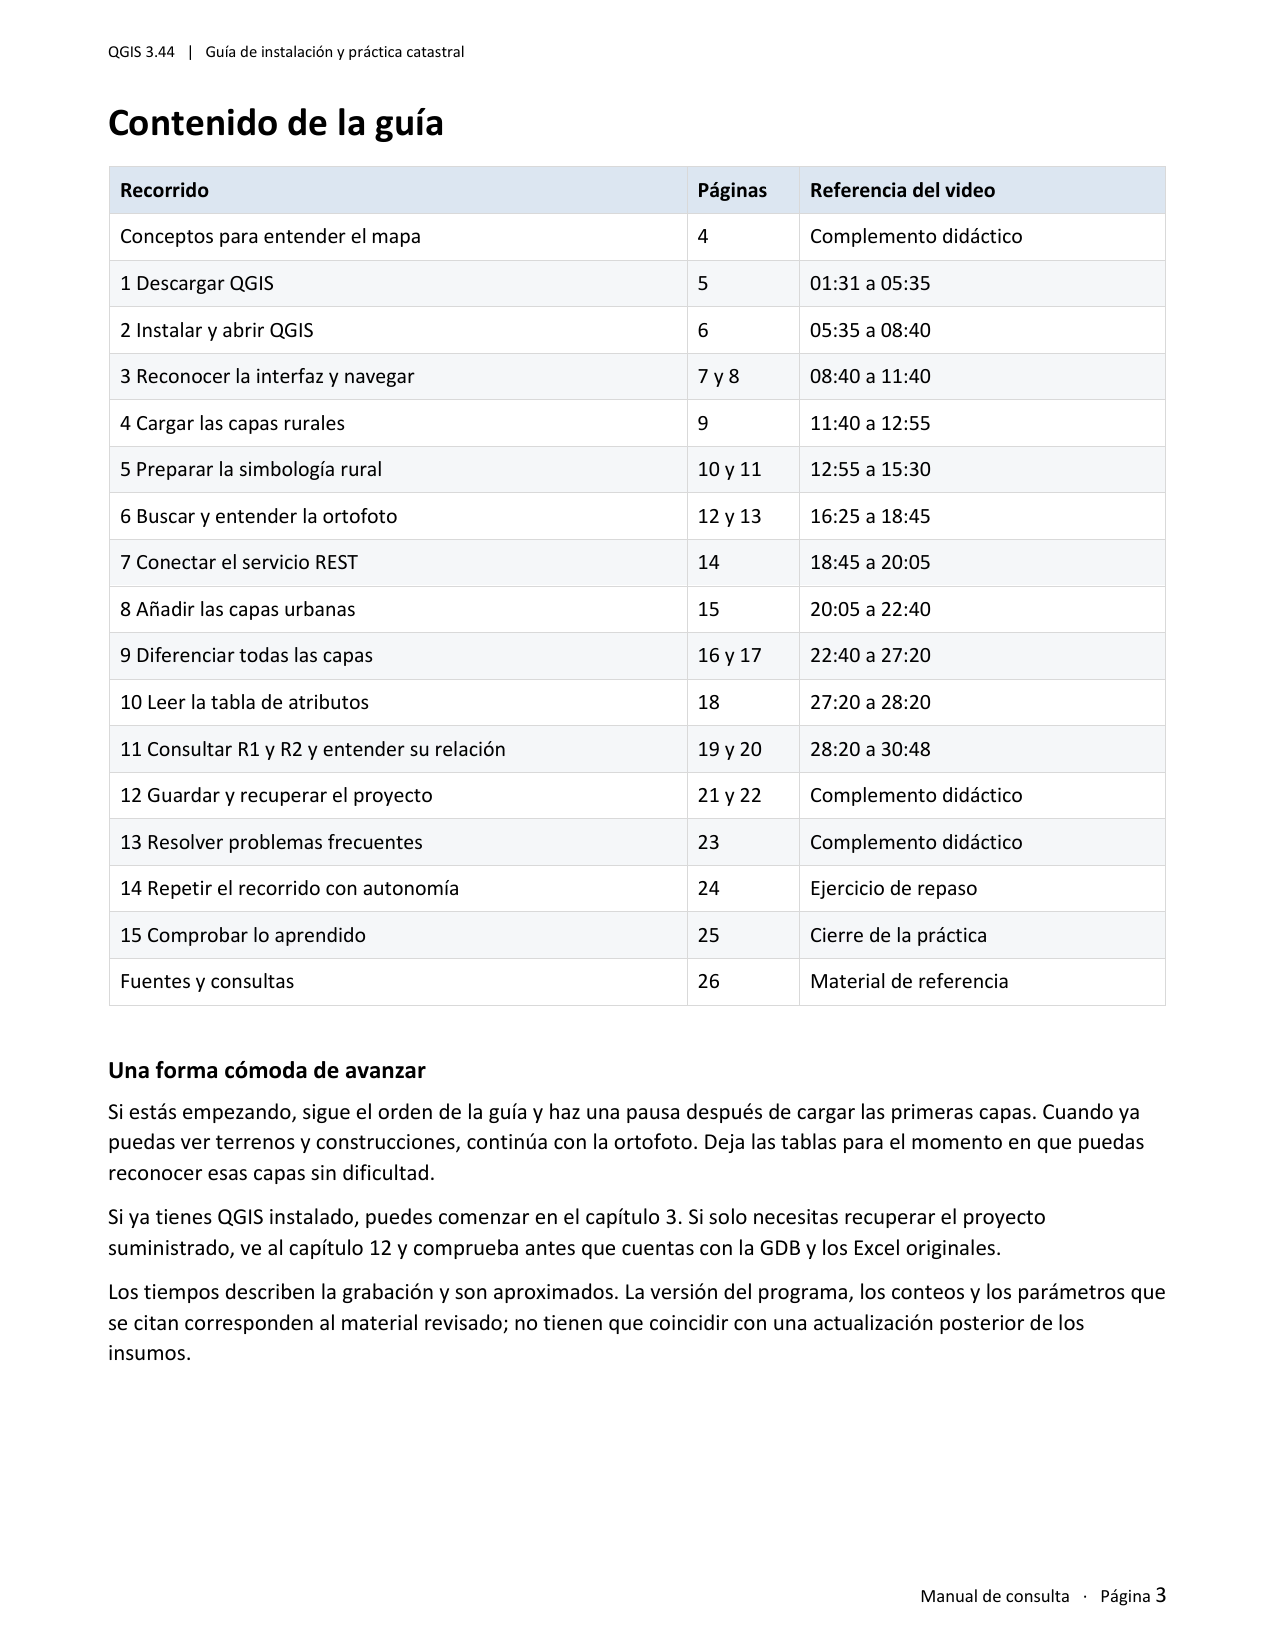 QGIS 3.44 | Guía de instalación y práctica catastral
Contenido de la guía
Recorrido Páginas Referencia del video
Conceptos para entender el mapa 4 Complemento didáctico
1 Descargar QGIS 5 01:31 a 05:35
2 Instalar y abrir QGIS 6 05:35 a 08:40
3 Reconocer la interfaz y navegar 7 y 8 08:40 a 11:40
4 Cargar las capas rurales 9 11:40 a 12:55
5 Preparar la simbología rural 10 y 11 12:55 a 15:30
6 Buscar y entender la ortofoto 12 y 13 16:25 a 18:45
7 Conectar el servicio REST 14 18:45 a 20:05
8 Añadir las capas urbanas 15 20:05 a 22:40
9 Diferenciar todas las capas 16 y 17 22:40 a 27:20
10 Leer la tabla de atributos 18 27:20 a 28:20
11 Consultar R1 y R2 y entender su relación 19 y 20 28:20 a 30:48
12 Guardar y recuperar el proyecto 21 y 22 Complemento didáctico
13 Resolver problemas frecuentes 23 Complemento didáctico
14 Repetir el recorrido con autonomía 24 Ejercicio de repaso
15 Comprobar lo aprendido 25 Cierre de la práctica
Fuentes y consultas 26 Material de referencia
Una forma cómoda de avanzar
Si estás empezando, sigue el orden de la guía y haz una pausa después de cargar las primeras capas. Cuando ya
puedas ver terrenos y construcciones, continúa con la ortofoto. Deja las tablas para el momento en que puedas
reconocer esas capas sin dificultad.
Si ya tienes QGIS instalado, puedes comenzar en el capítulo 3. Si solo necesitas recuperar el proyecto
suministrado, ve al capítulo 12 y comprueba antes que cuentas con la GDB y los Excel originales.
Los tiempos describen la grabación y son aproximados. La versión del programa, los conteos y los parámetros que
se citan corresponden al material revisado; no tienen que coincidir con una actualización posterior de los
insumos.
Manual de consulta · Página 3